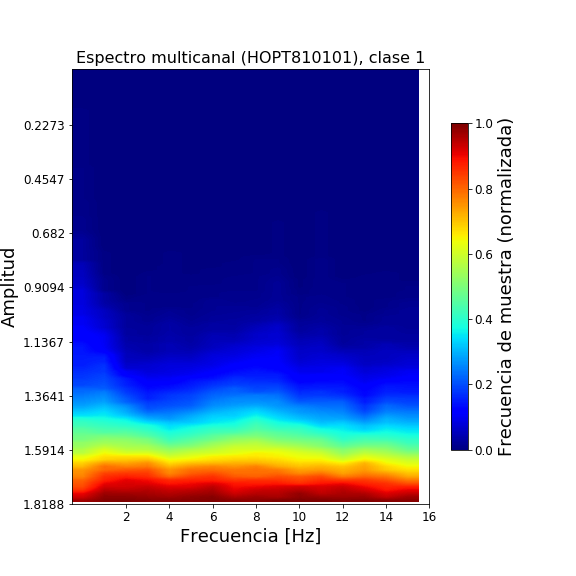 Espectro multicanal (HOPT810101), clase 1
0.2273
0.4547
0.682
0.9094
1.1367
1.3641
1.5914
1.8188
Amplitud
2 4 6 8 10 12 14 16
Frecuencia [Hz]
1.0
0.8
0.6
0.4
0.2
0.0
Frecuencia de muestra (normalizada)